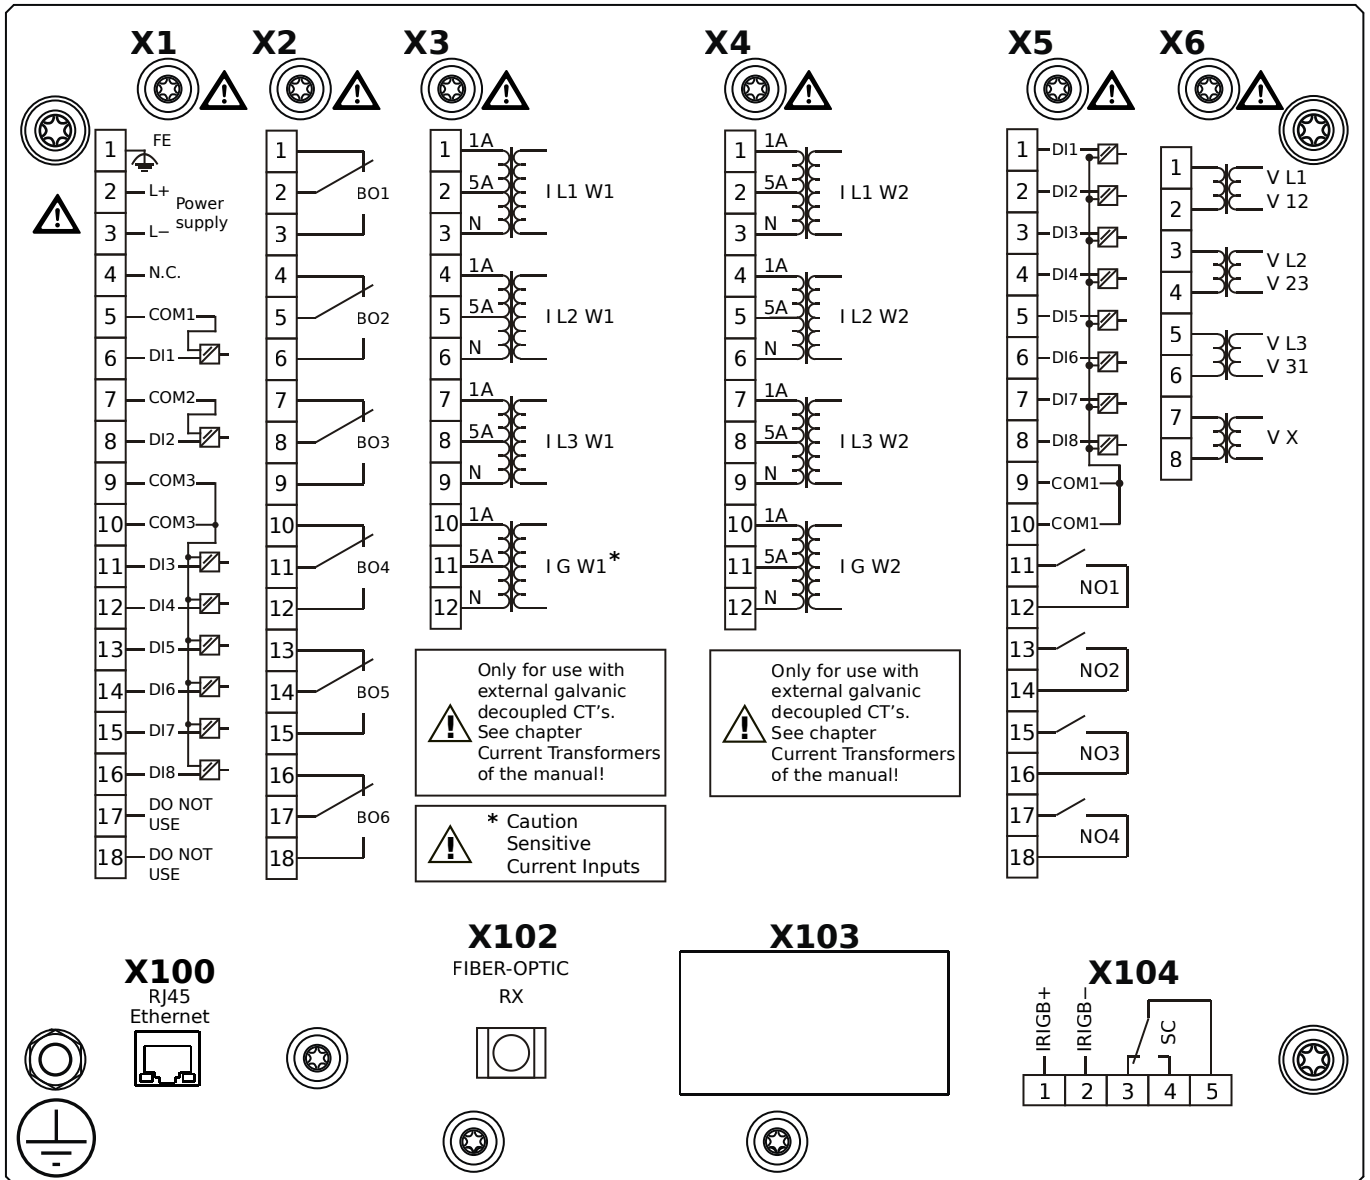 X1
X2
X3
X4
X5
X6
1 FE
2 L+
Power
supply
3 L−
4 N.C.
5 COM1
6 DI1
7 COM2
8 DI2
9 COM3
10 COM3
11 DI3
12 DI4
13 DI5
14 DI6
15 DI7
16 DI8
17 DO NOT
USE
18 DO NOT
USE
1
2 BO1
3
4
5 BO2
6
7
8 BO3
9
10
11 BO4
12
13
14 BO5
15
16
17 BO6
18
1 1A
2 5A I L1 W1
3 N
4 1A
5 5A I L2 W1
6 N
7 1A
8 5A I L3 W1
9 N
10 1A
11 5A I G W1*
12 N
Only for use with
external galvanic
decoupled CT's.
See chapter
Current Transformers
of the manual!
* Caution
Sensitive
Current Inputs
1 1A
2 5A I L1 W2
3 N
4 1A
5 5A I L2 W2
6 N
7 1A
8 5A I L3 W2
9 N
10 1A
11 5A I G W2
12 N
Only for use with
external galvanic
decoupled CT's.
See chapter
Current Transformers
of the manual!
1 DI1
2 DI2
3 DI3
4 DI4
5 DI5
6 DI6
7 DI7
8 DI8
9 COM1
10 COM1
11
NO1
12
13
NO2
14
15
NO3
16
17
NO4
18
1 V L1
2 V 12
3 V L2
4 V 23
5 V L3
6 V 31
7
V X
8
X100
RJ45
Ethernet
X102
FIBER-OPTIC
RX
X103
X104
IRIGB+
IRIGB−
SC
1 2 3 4 5